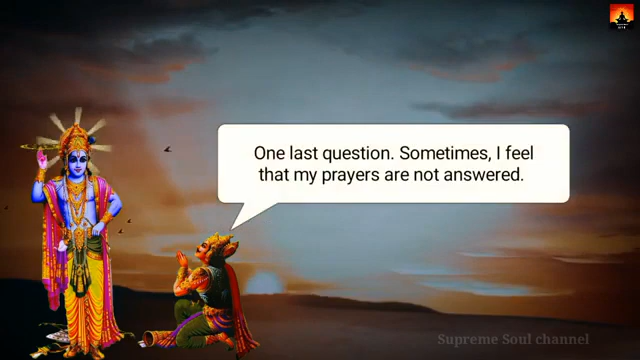 One last question. Sometimes, I feel
that my prayers are not answered.
Supreme Soul channel